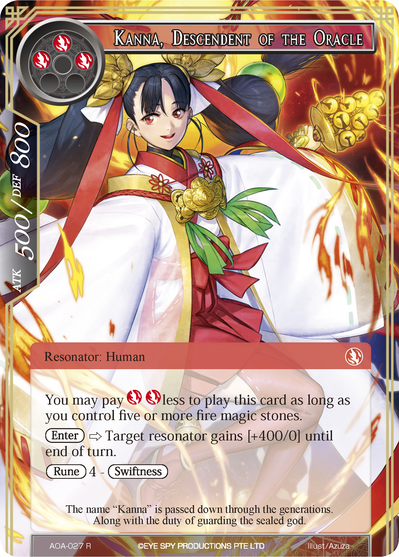 Kanna, Descendent of the Oracle
ATK 500/DEF 800
Resonator: Human
You may pay less to play this card as long as
you control five or more fire magic stones.
Enter ⇨ Target resonator gains [+400/0] until
end of turn.
Rune 4 - Swiftness
The name “Kanna” is passed down through the generations.
Along with the duty of guarding the sealed god.
AOA-027 R
©EYE SPY PRODUCTIONS PTE LTD
Illust/Azuza